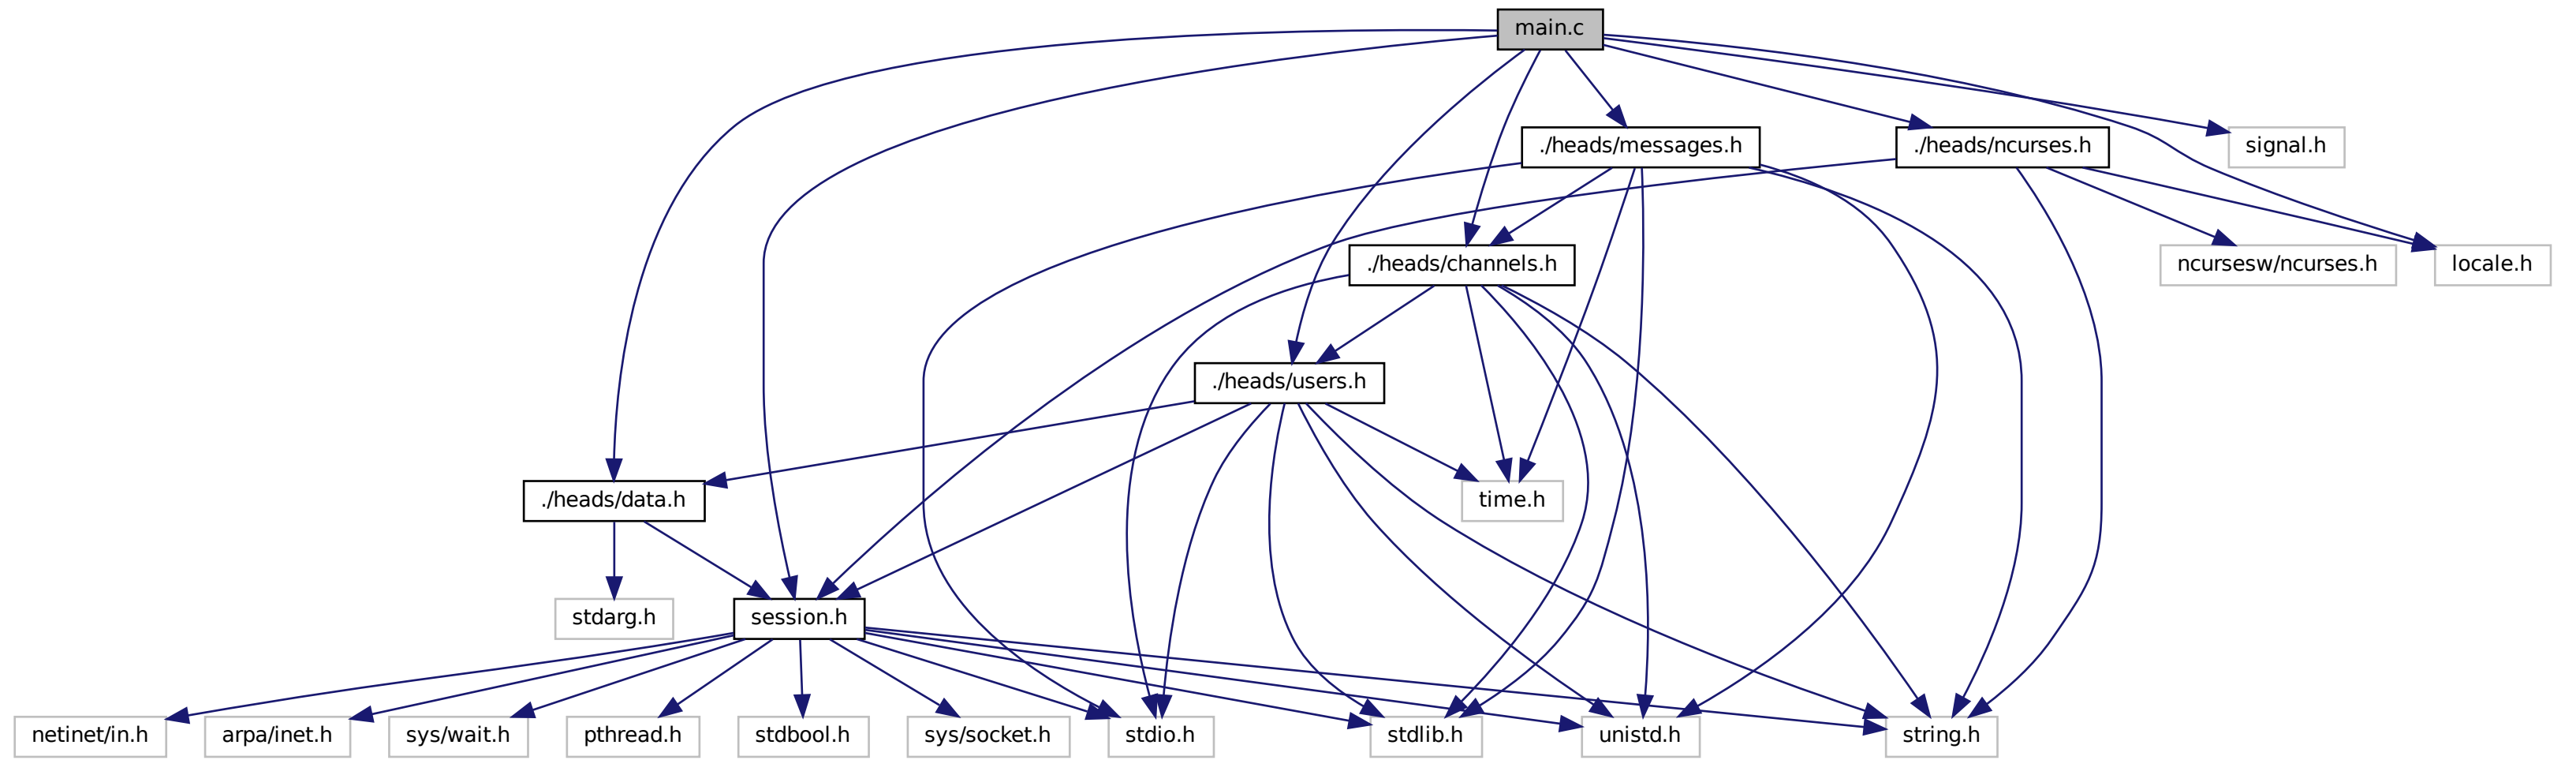 main.c
./heads/messages.h
./heads/ncurses.h
signal.h
./heads/channels.h
ncursesw/ncurses.h
locale.h
./heads/users.h
./heads/data.h
time.h
stdarg.h
session.h
netinet/in.h
arpa/inet.h
sys/wait.h
pthread.h
stdbool.h
sys/socket.h
stdio.h
stdlib.h
unistd.h
string.h